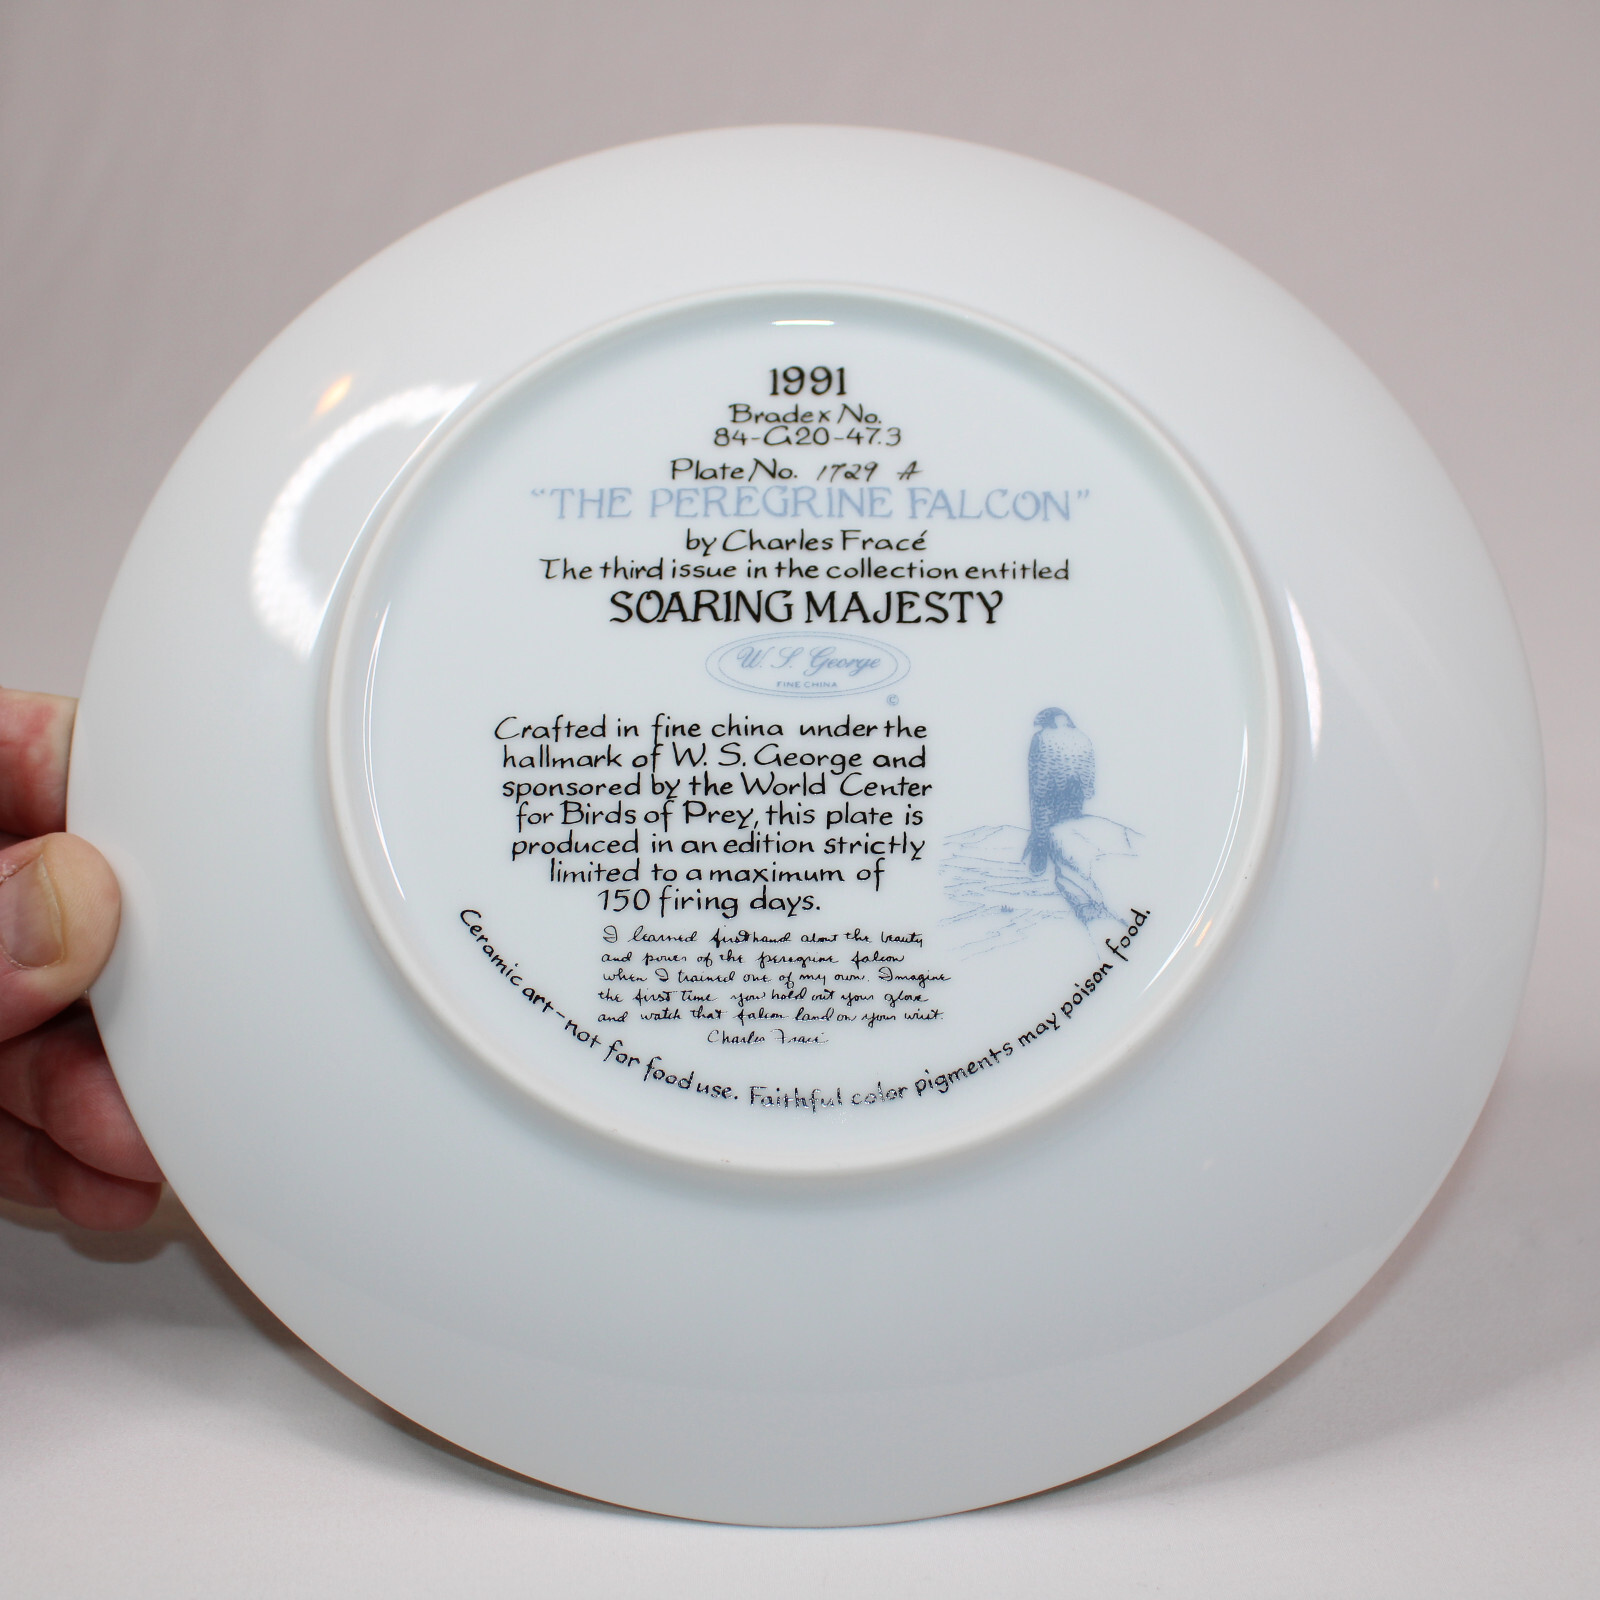 1991
Bradex No.
84-G20-47.3
Plate No. 1729 A
"THE PEREGRINE FALCON"
by Charles Fracé
The third issue in the collection entitled
SOARING MAJESTY
W. S. George
FINE CHINA
©
Crafted in fine china under the
hallmark of W. S. George and
sponsored by the World Center
for Birds of Prey, this plate is
produced in an edition strictly
limited to a maximum of
150 firing days.
I learned firsthand about the beauty
and power of the peregrine falcon
when I trained one of my own. Imagine
the first time you hold out your glove
and watch that falcon land on your wrist.
Charles Fracé
Ceramic art-not for food use. Faithful color pigments may poison food.